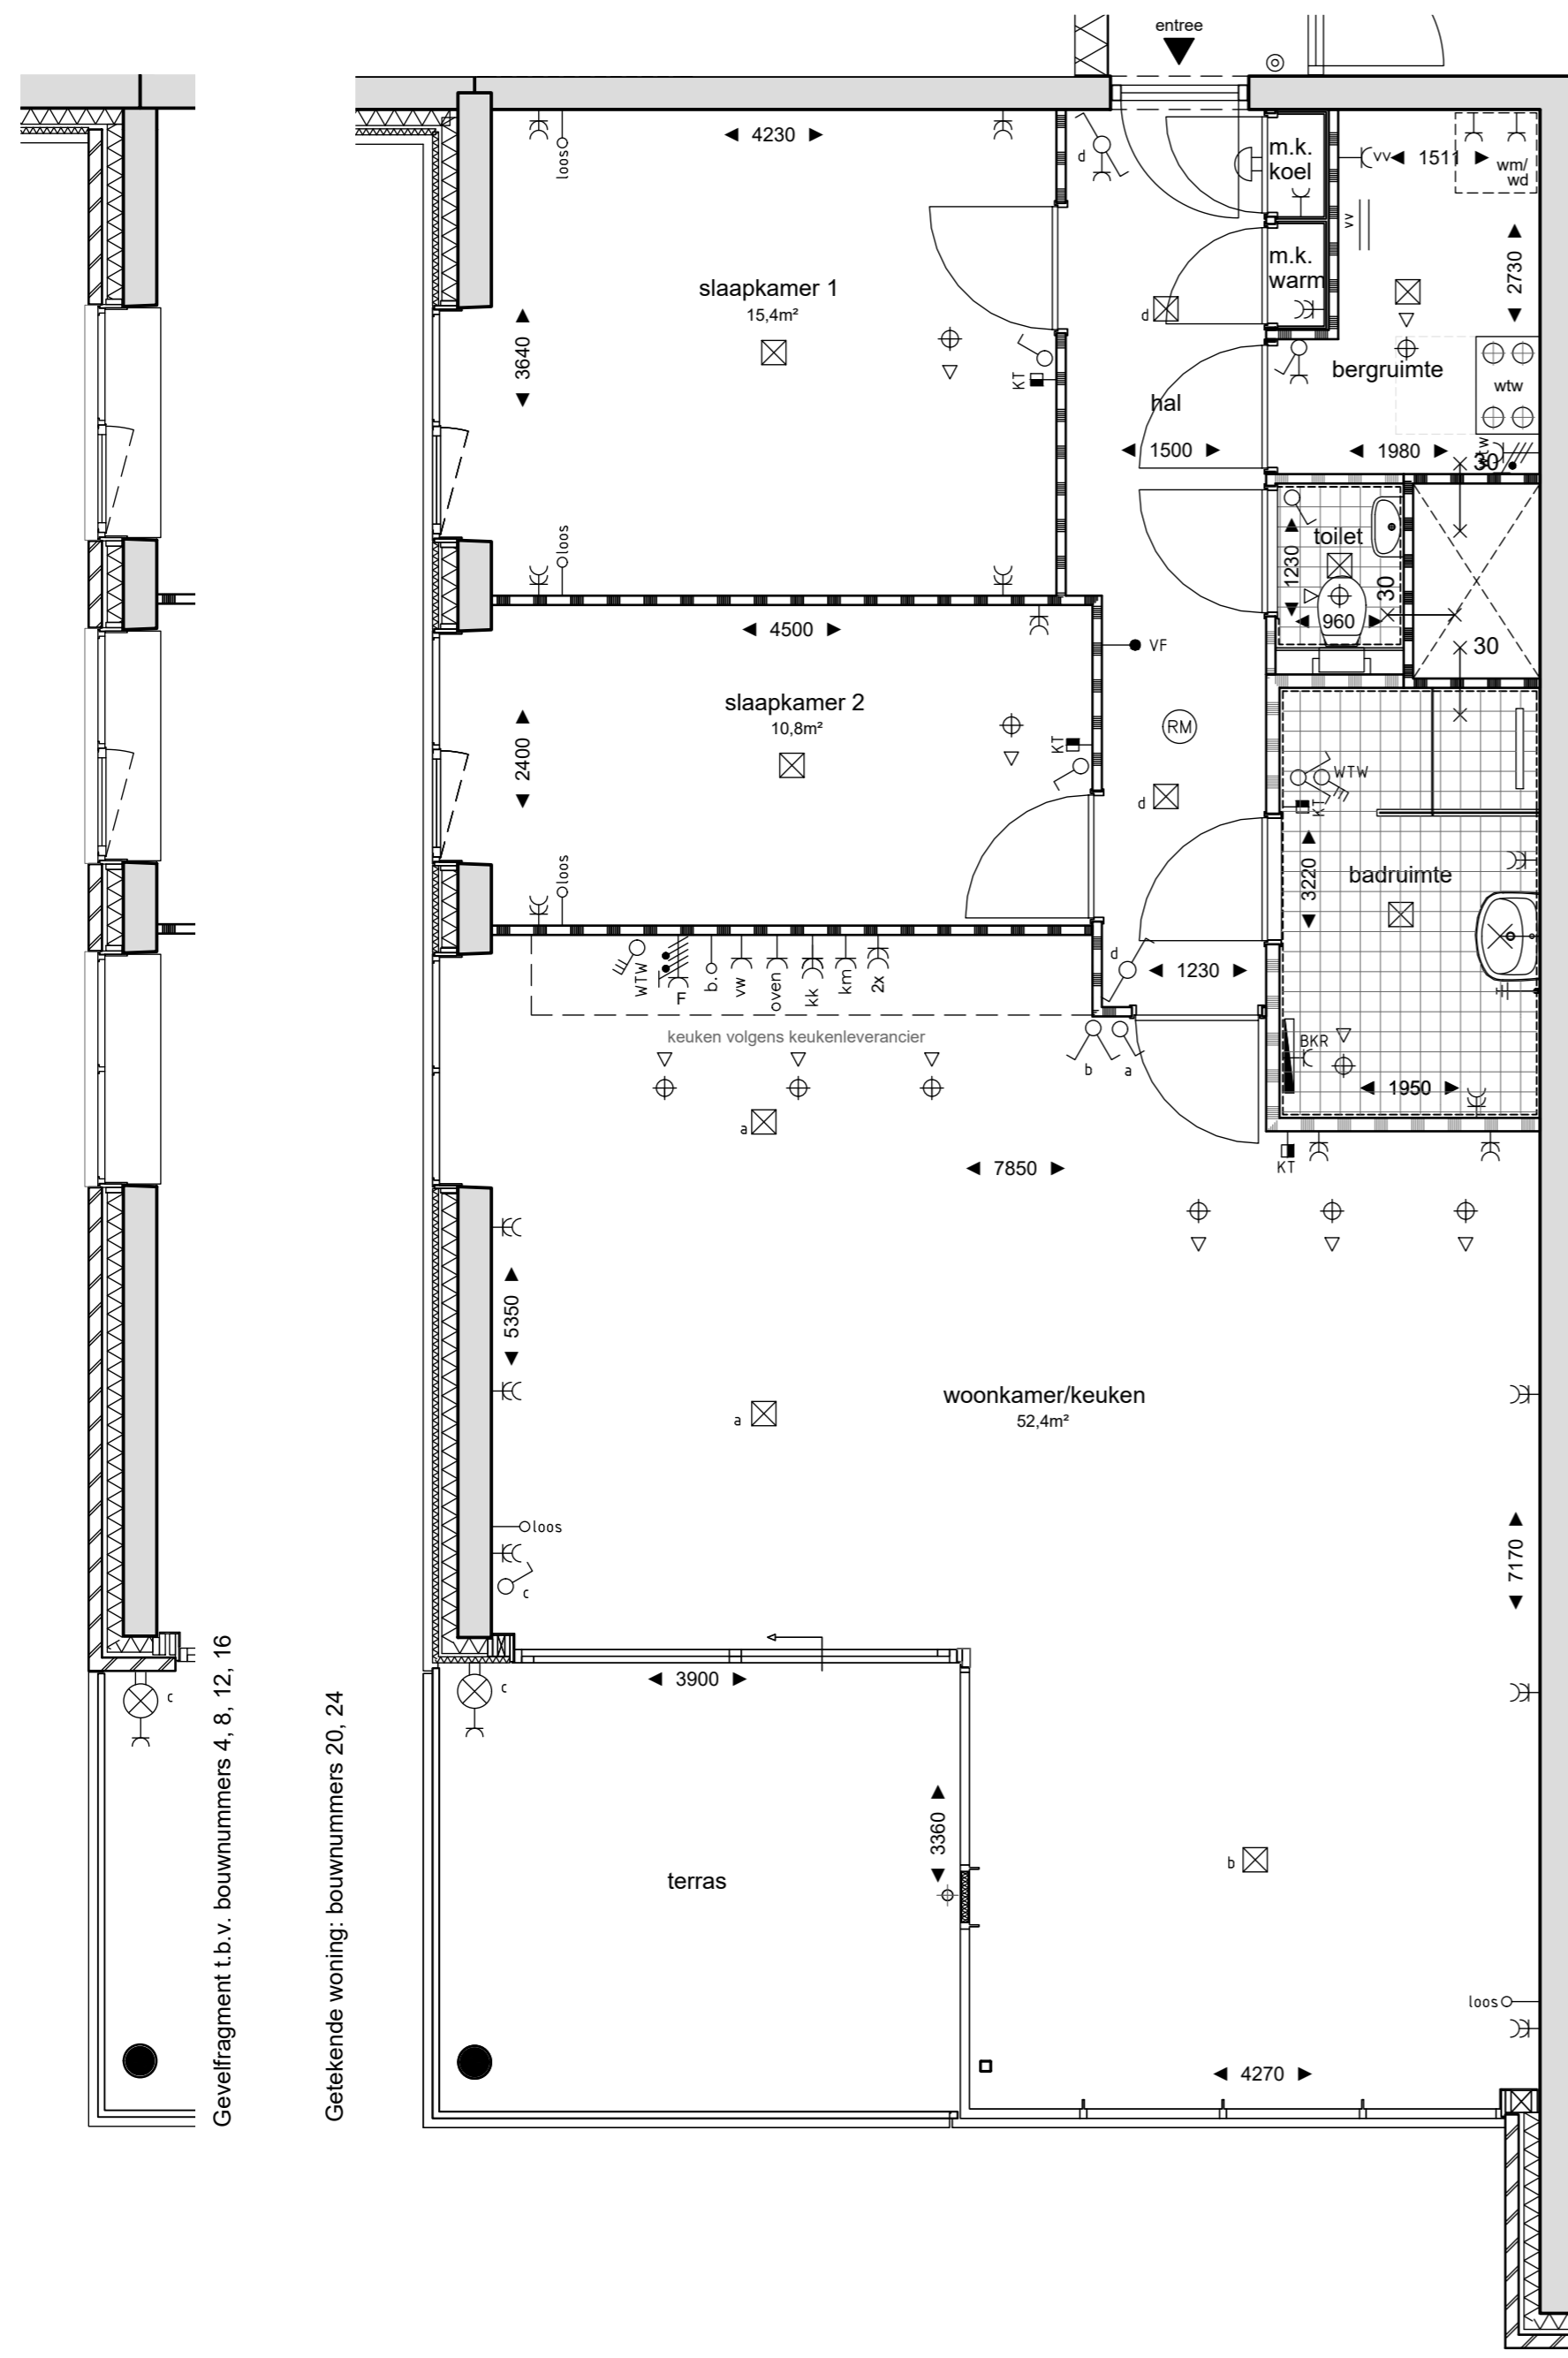 entree
4230
loos
d
m.k.
koel
vv
1511
wm/
wd
vv
2730
m.k.
warm
d
slaapkamer 1
15,4m²
3640
KT
bergruimte
wtw
hal
1500
1980
wtw
30
loos
toilet
1230
30
960
30
4500
VF
slaapkamer 2
10,8m²
2400
KT
RM
d
WTW
KT
3220
badruimte
loos
WTW
F
b.
vw
oven
kk
km
2x
d
1230
keuken volgens keukenleverancier
b
a
BKR
1950
a
7850
KT
5350
woonkamer/keuken
52,4m²
a
loos
c
7170
3900
c
c
3360
terras
b
loos
4270
Gevelfragment t.b.v. bouwnummers 4, 8, 12, 16
Getekende woning: bouwnummers 20, 24